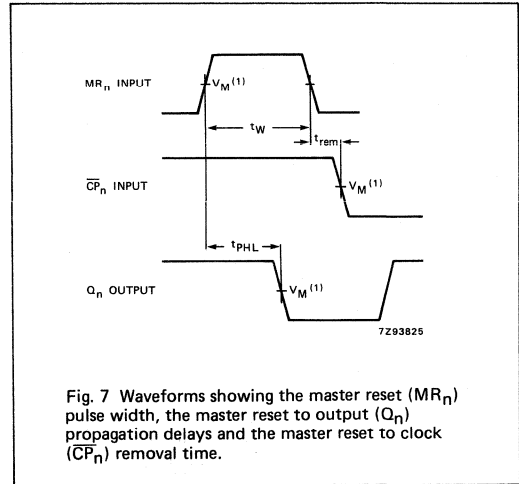 MRn INPUT
VM(1)
tW
trem
CPn INPUT
VM(1)
tPHL
Qn OUTPUT
VM(1)
7Z93825
Fig. 7 Waveforms showing the master reset (MRn)
pulse width, the master reset to output (Qn)
propagation delays and the master reset to clock
(CPn) removal time.